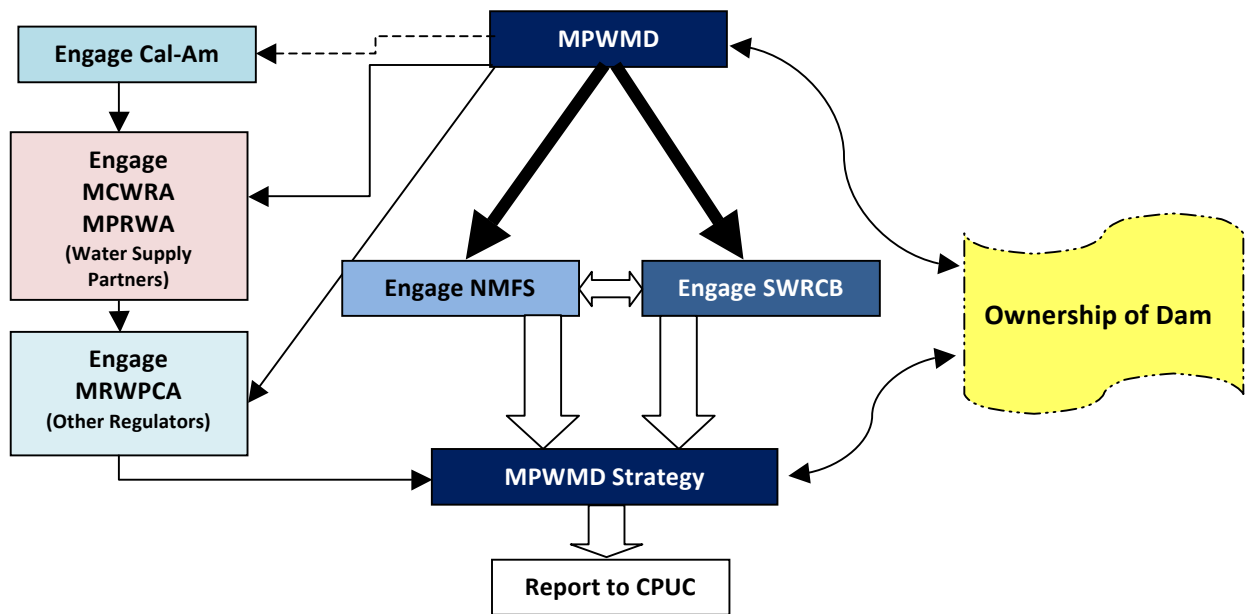 MPWMD
Engage Cal-Am
Engage
MCWRA
MPRWA
(Water Supply
Partners)
Engage NMFS
Engage SWRCB
Ownership of Dam
Engage
MRWPCA
(Other Regulators)
MPWMD Strategy
Report to CPUC